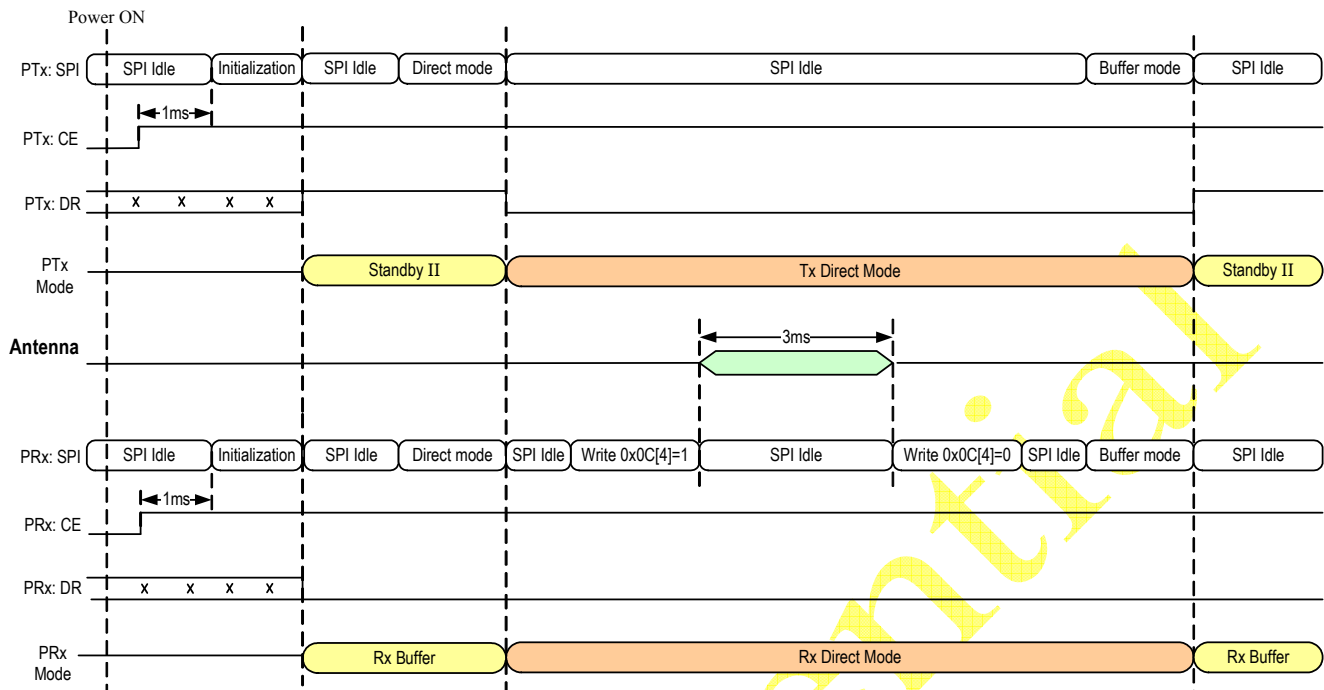 Power ON
PTx: SPI SPI Idle Initialization SPI Idle Direct mode SPI Idle Buffer mode SPI Idle
1ms
PTx: CE
PTx: DR X X X X
PTx
Mode
Standby II Tx Direct Mode Standby II
3ms
Antenna
PRx: SPI SPI Idle Initialization SPI Idle Direct mode SPI Idle Write 0x0C[4]=1 SPI Idle Write 0x0C[4]=0 SPI Idle Buffer mode SPI Idle
1ms
PRx: CE
PRx: DR X X X X
PRx
Mode
Rx Buffer Rx Direct Mode Rx Buffer
ntial